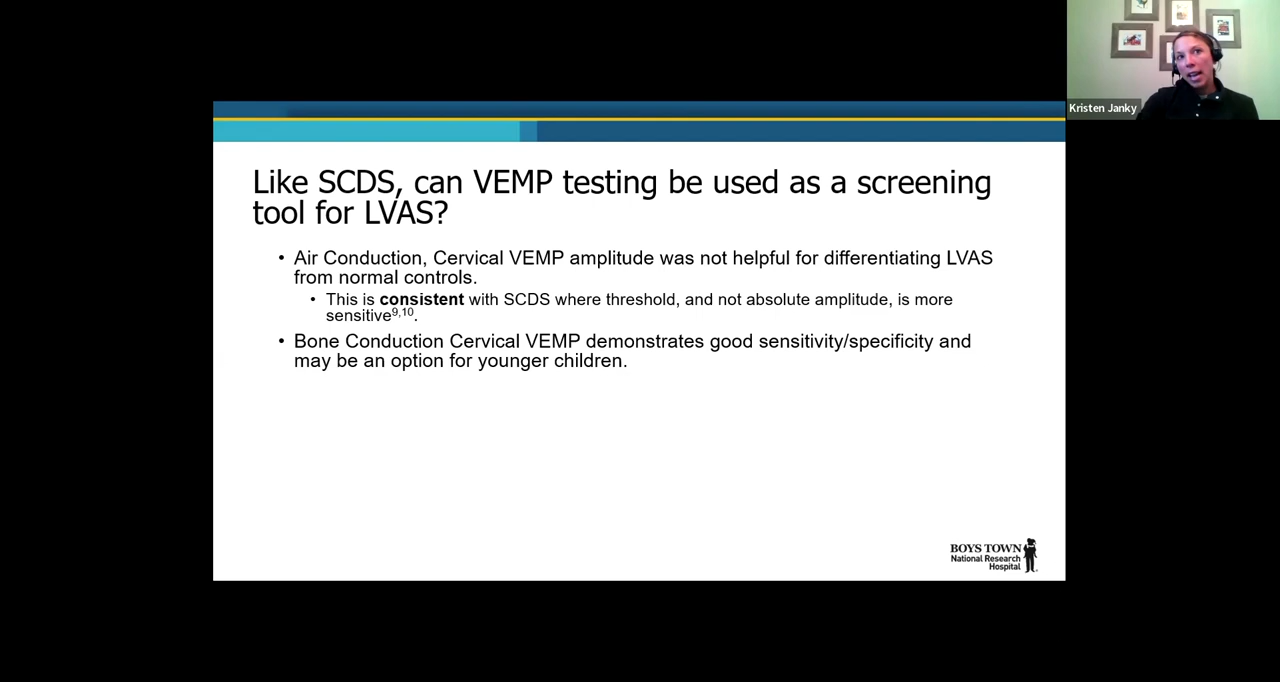 Kristen Janky
Like SCDS, can VEMP testing be used as a screening
tool for LVAS?
• Air Conduction, Cervical VEMP amplitude was not helpful for differentiating LVAS
from normal controls.
• This is consistent with SCDS where threshold, and not absolute amplitude, is more
sensitive9,10.
• Bone Conduction Cervical VEMP demonstrates good sensitivity/specificity and
may be an option for younger children.
BOYS TOWN
National Research
Hospital